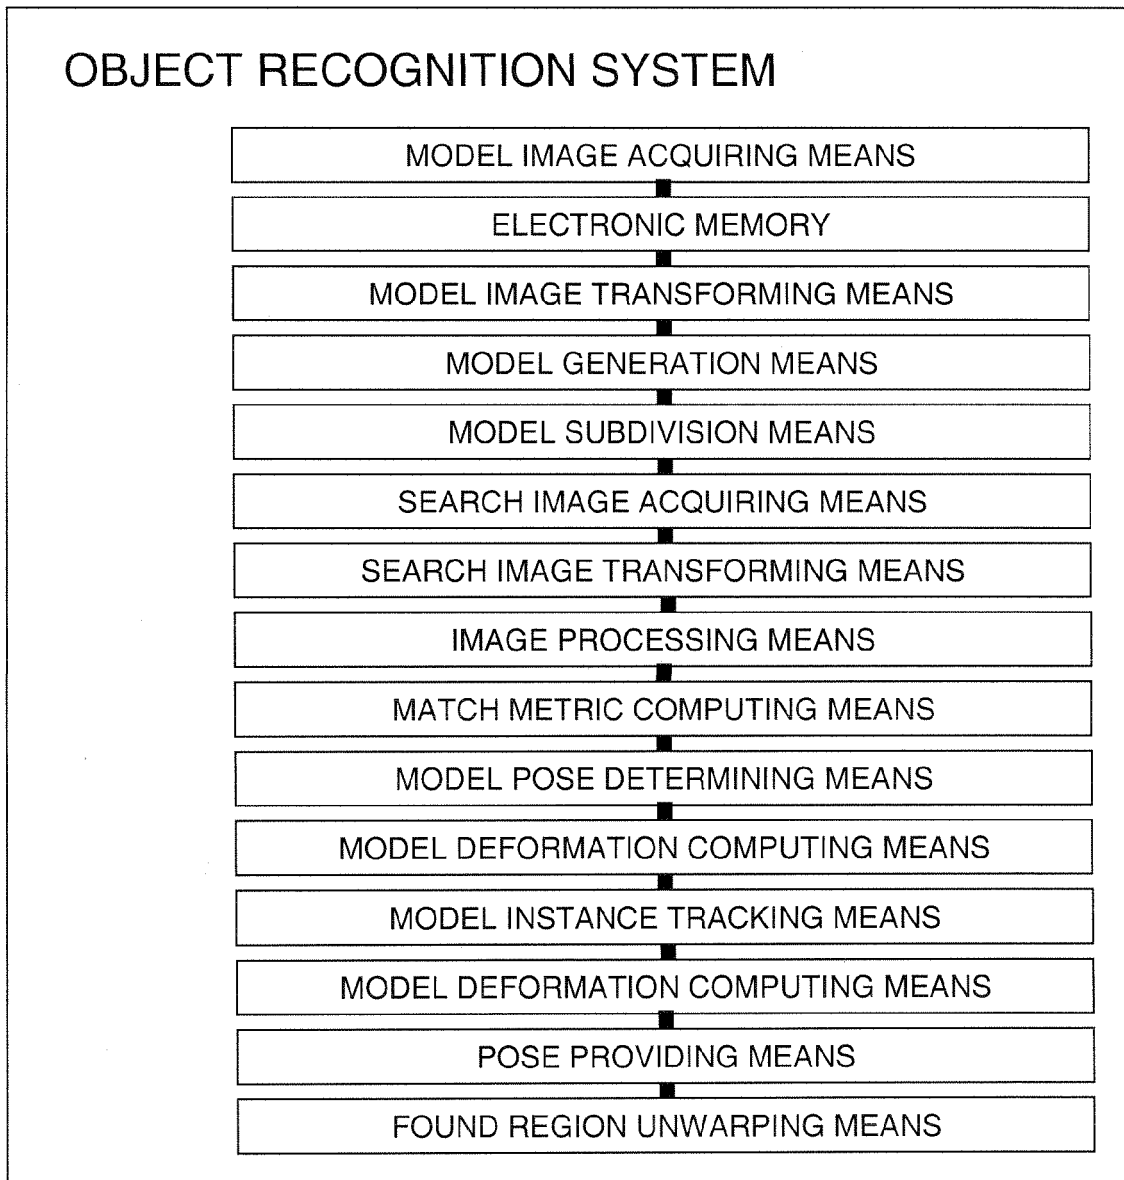 OBJECT RECOGNITION SYSTEM
MODEL IMAGE ACQUIRING MEANS
ELECTRONIC MEMORY
MODEL IMAGE TRANSFORMING MEANS
MODEL GENERATION MEANS
MODEL SUBDIVISION MEANS
SEARCH IMAGE ACQUIRING MEANS
SEARCH IMAGE TRANSFORMING MEANS
IMAGE PROCESSING MEANS
MATCH METRIC COMPUTING MEANS
MODEL POSE DETERMINING MEANS
MODEL DEFORMATION COMPUTING MEANS
MODEL INSTANCE TRACKING MEANS
MODEL DEFORMATION COMPUTING MEANS
POSE PROVIDING MEANS
FOUND REGION UNWARPING MEANS